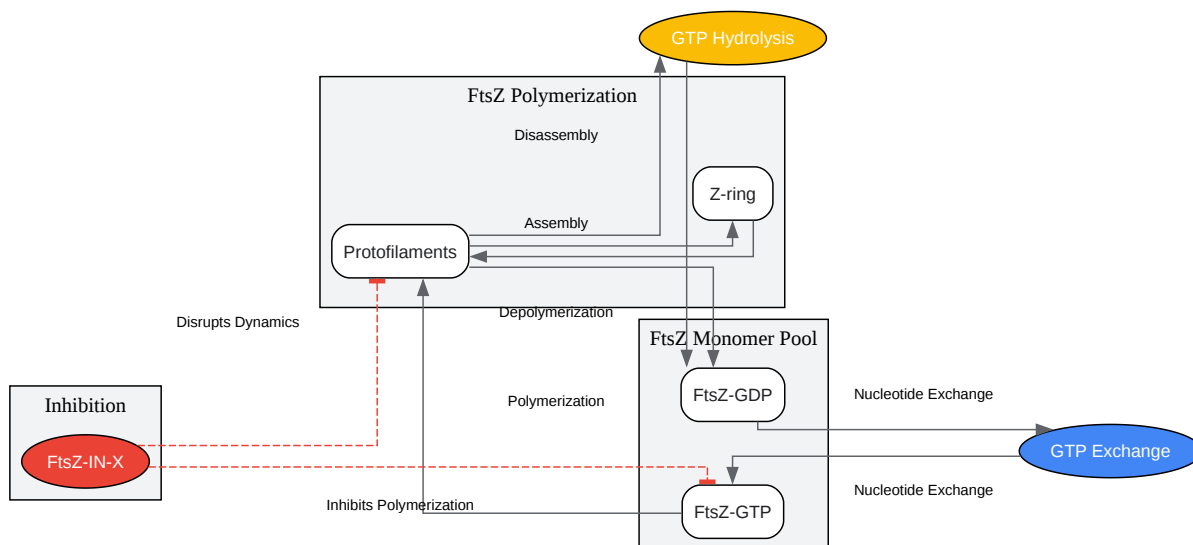 GTP Hydrolysis
FtsZ Polymerization
Disassembly
Z-ring
Assembly
Protofilaments
Depolymerization
Disrupts Dynamics
FtsZ Monomer Pool
FtsZ-GDP
Nucleotide Exchange
Inhibition
Polymerization
GTP Exchange
FtsZ-IN-X
Nucleotide Exchange
Inhibits Polymerization
FtsZ-GTP